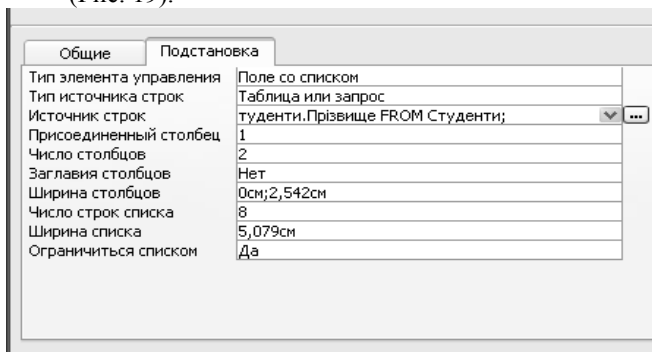 (Рис. 19).
Общие Подстановка
Тип элемента управления Поле со списком
Тип источника строк Таблица или запрос
Источник строк туденти.Прізвище FROM Студенти; ...
Присоединенный столбец 1
Число столбцов 2
Заглавия столбцов Нет
Ширина столбцов 0см;2,542см
Число строк списка 8
Ширина списка 5,079см
Ограничиться списком Да